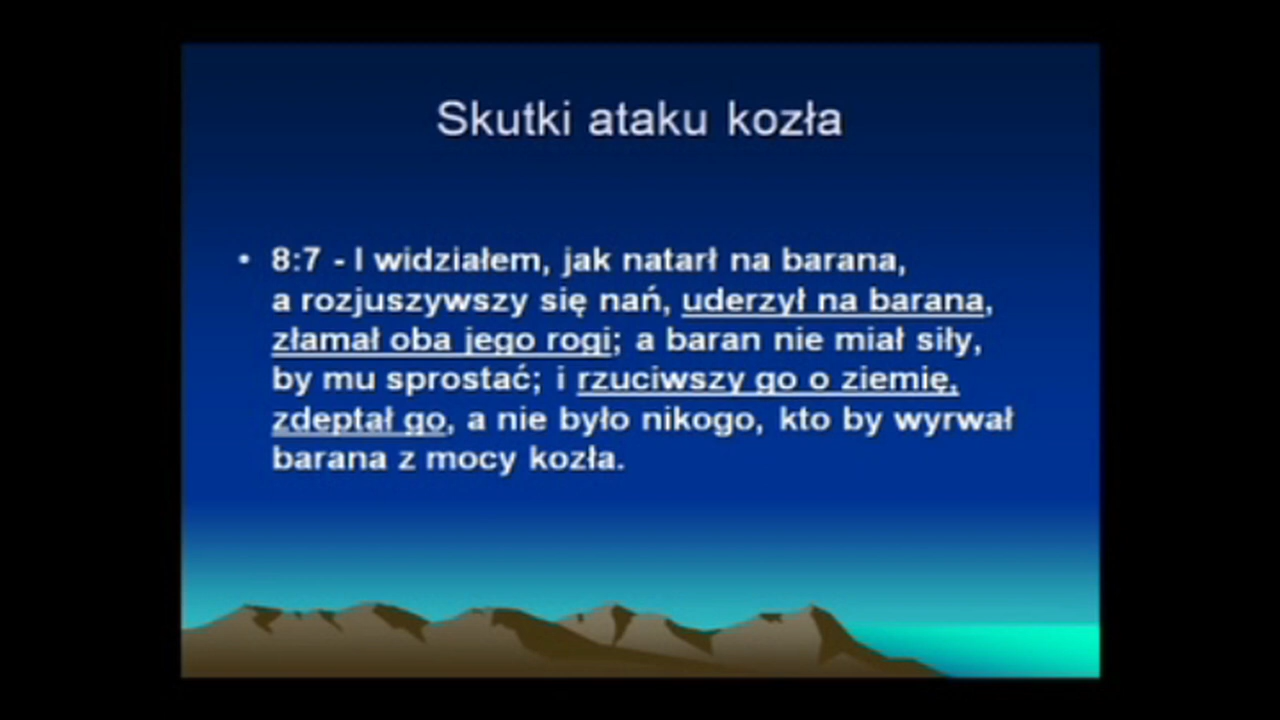 Skutki ataku kozła
• 8:7 - I widziałem, jak natarł na barana,
a rozjuszywszy się nań, uderzył na barana,
złamał oba jego rogi; a baran nie miał siły,
by mu sprostać; i rzuciwszy go o ziemię,
zdeptał go, a nie było nikogo, kto by wyrwał
barana z mocy kozła.